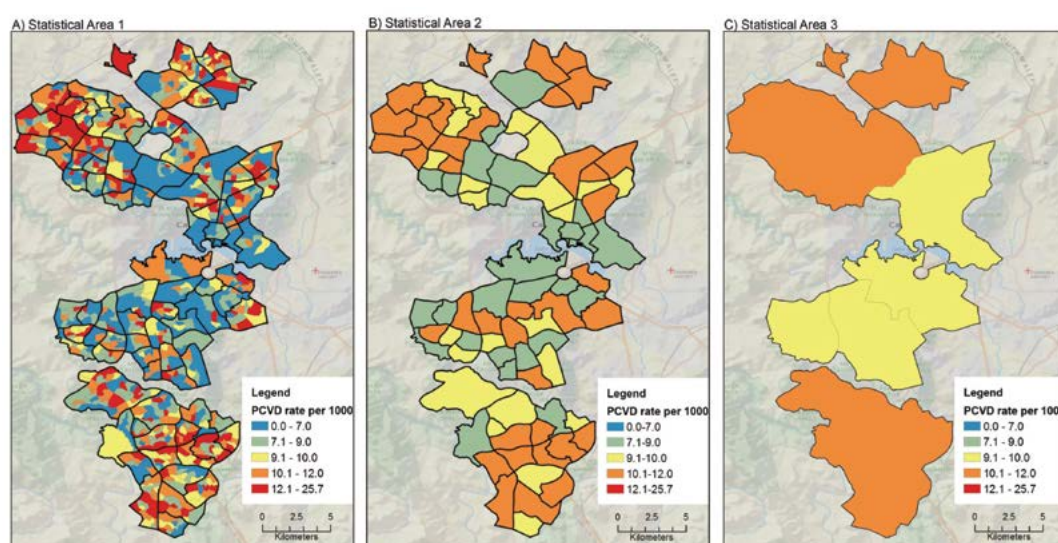 A) Statistical Area 1
B) Statistical Area 2
C) Statistical Area 3
Legend
PCVD rate per 1000
0.0 - 7.0
7.1 - 9.0
9.1 - 10.0
10.1 - 12.0
12.1 - 25.7
0 2.5 5
Kilometers
Legend
PCVD rate per 1000
0.0-7.0
7.1-9.0
9.1-10.0
10.1-12.0
12.1-25.7
0 2.5 5
Kilometers
Legend
PCVD rate per 1000
0.0 - 7.0
7.1 - 9.0
9.1 - 10.0
10.1 - 12.0
12.1 - 25.7
0 2.5 5
Kilometers